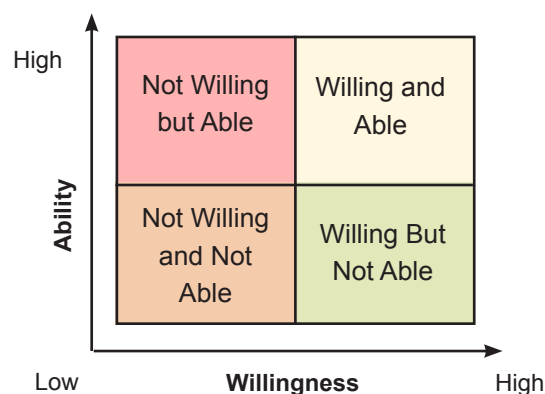 High
Not Willing
but Able
Willing and
Able
Ability
Not Willing
and Not
Able
Willing But
Not Able
Low
Willingness
High